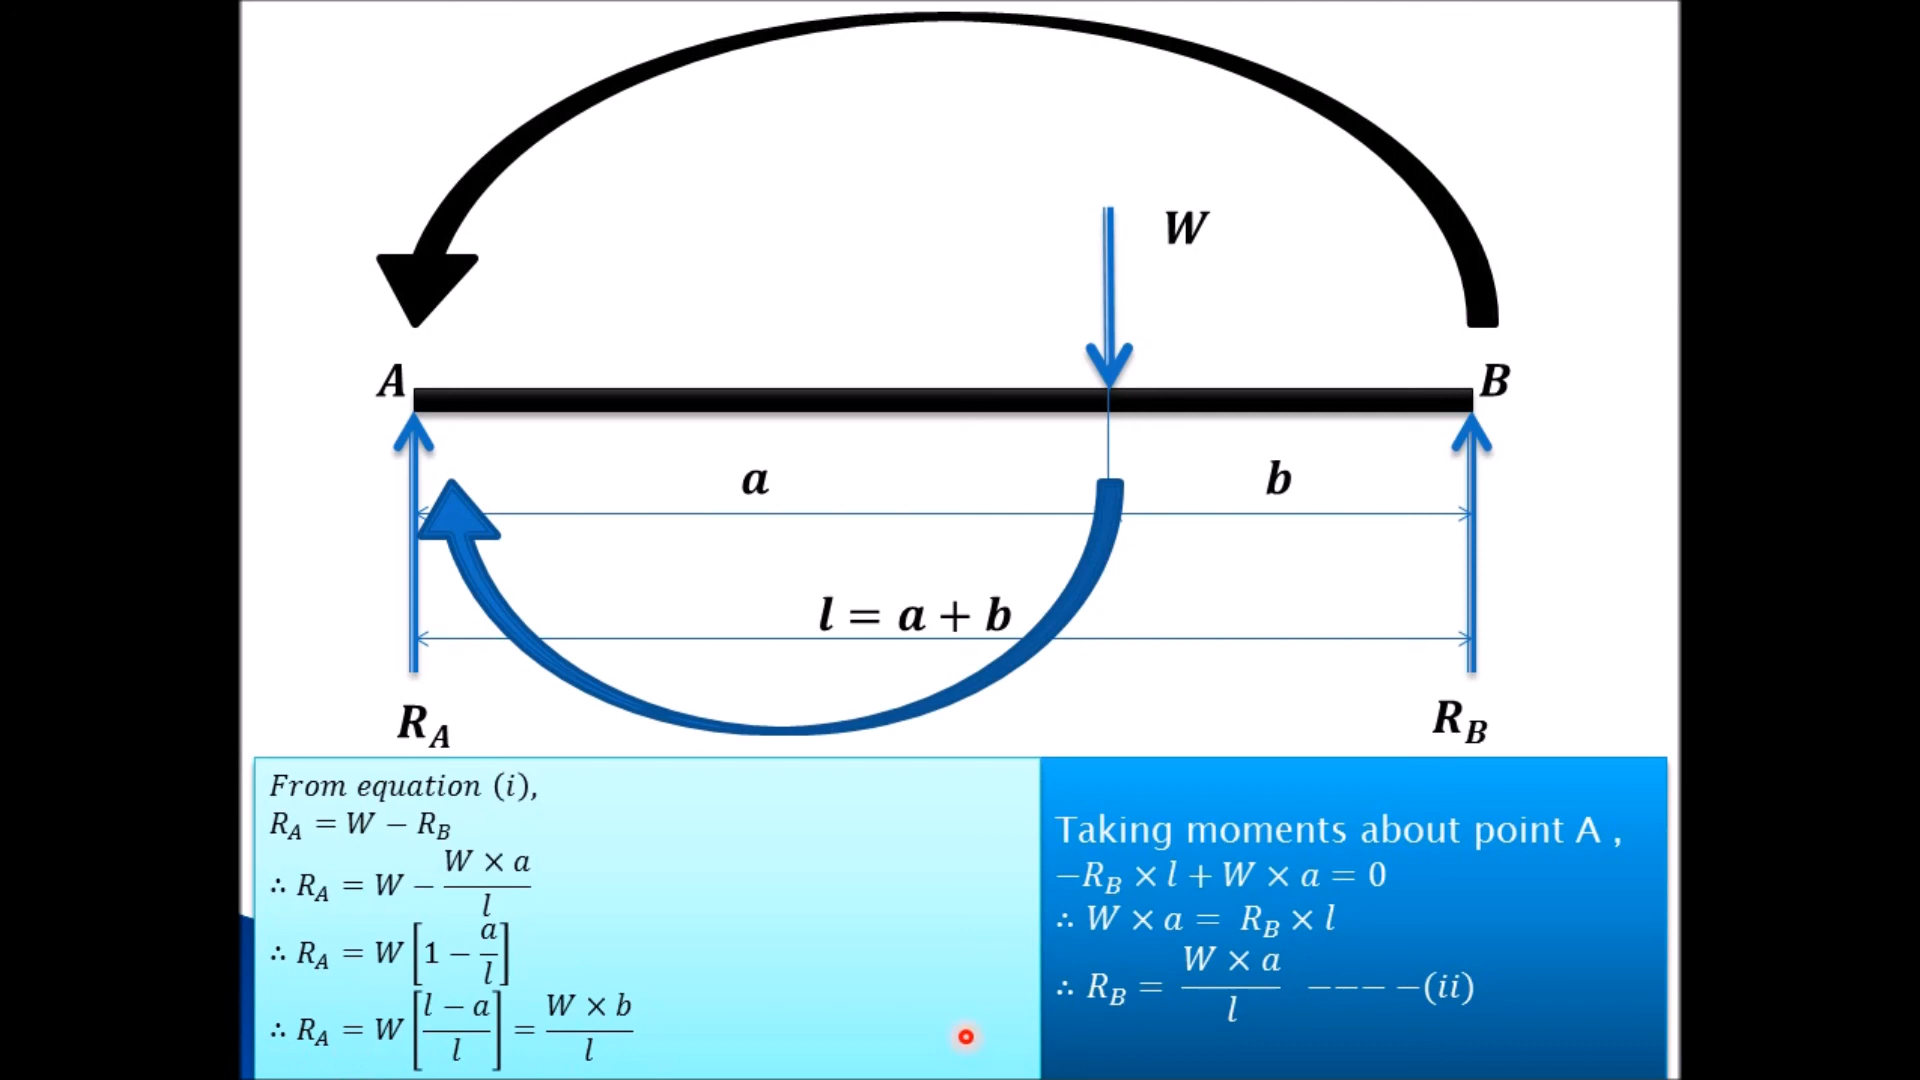 W
A
B
a
b
l = a + b
R_A
R_B
From equation (i),
R_A = W − R_B
∴ R_A = W − (W × a)/l
∴ R_A = W [1 − a/l]
∴ R_A = W [(l − a)/l] = (W × b)/l
Taking moments about point A ,
−R_B × l + W × a = 0
∴ W × a = R_B × l
∴ R_B = (W × a)/l −−−−(ii)